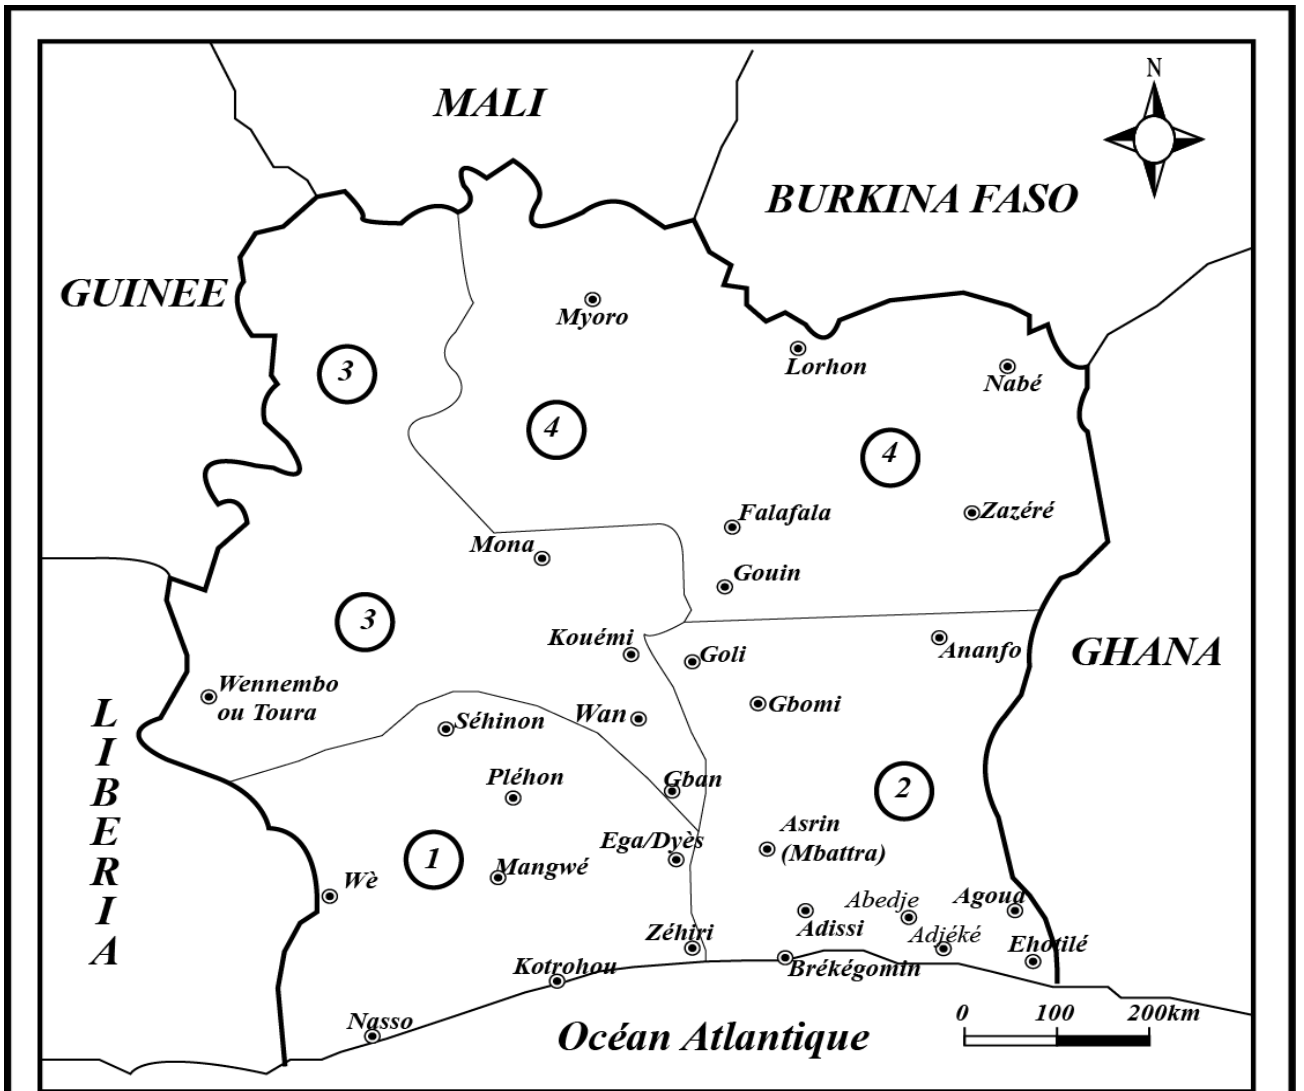 N
MALI
BURKINA FASO
GUINEE
Myoro
Lorhon
3
Nabé
4
4
Falafala
Zazéré
Mona
Gouin
3
Kouémi
Goli
Ananfo
GHANA
Wennembo
ou Toura
Séhinon
Wan
Gbomi
LIBERIA
Pléhon
Gban
2
Ega/Dyès
Asrin
(Mbattra)
1
Mangwé
Wè
Abedje
Agoua
Adissi
Adjéké
Zéhiri
Ehotilé
Kotrohou
Brékégomin
Nasso
Océan Atlantique
0 100 200km